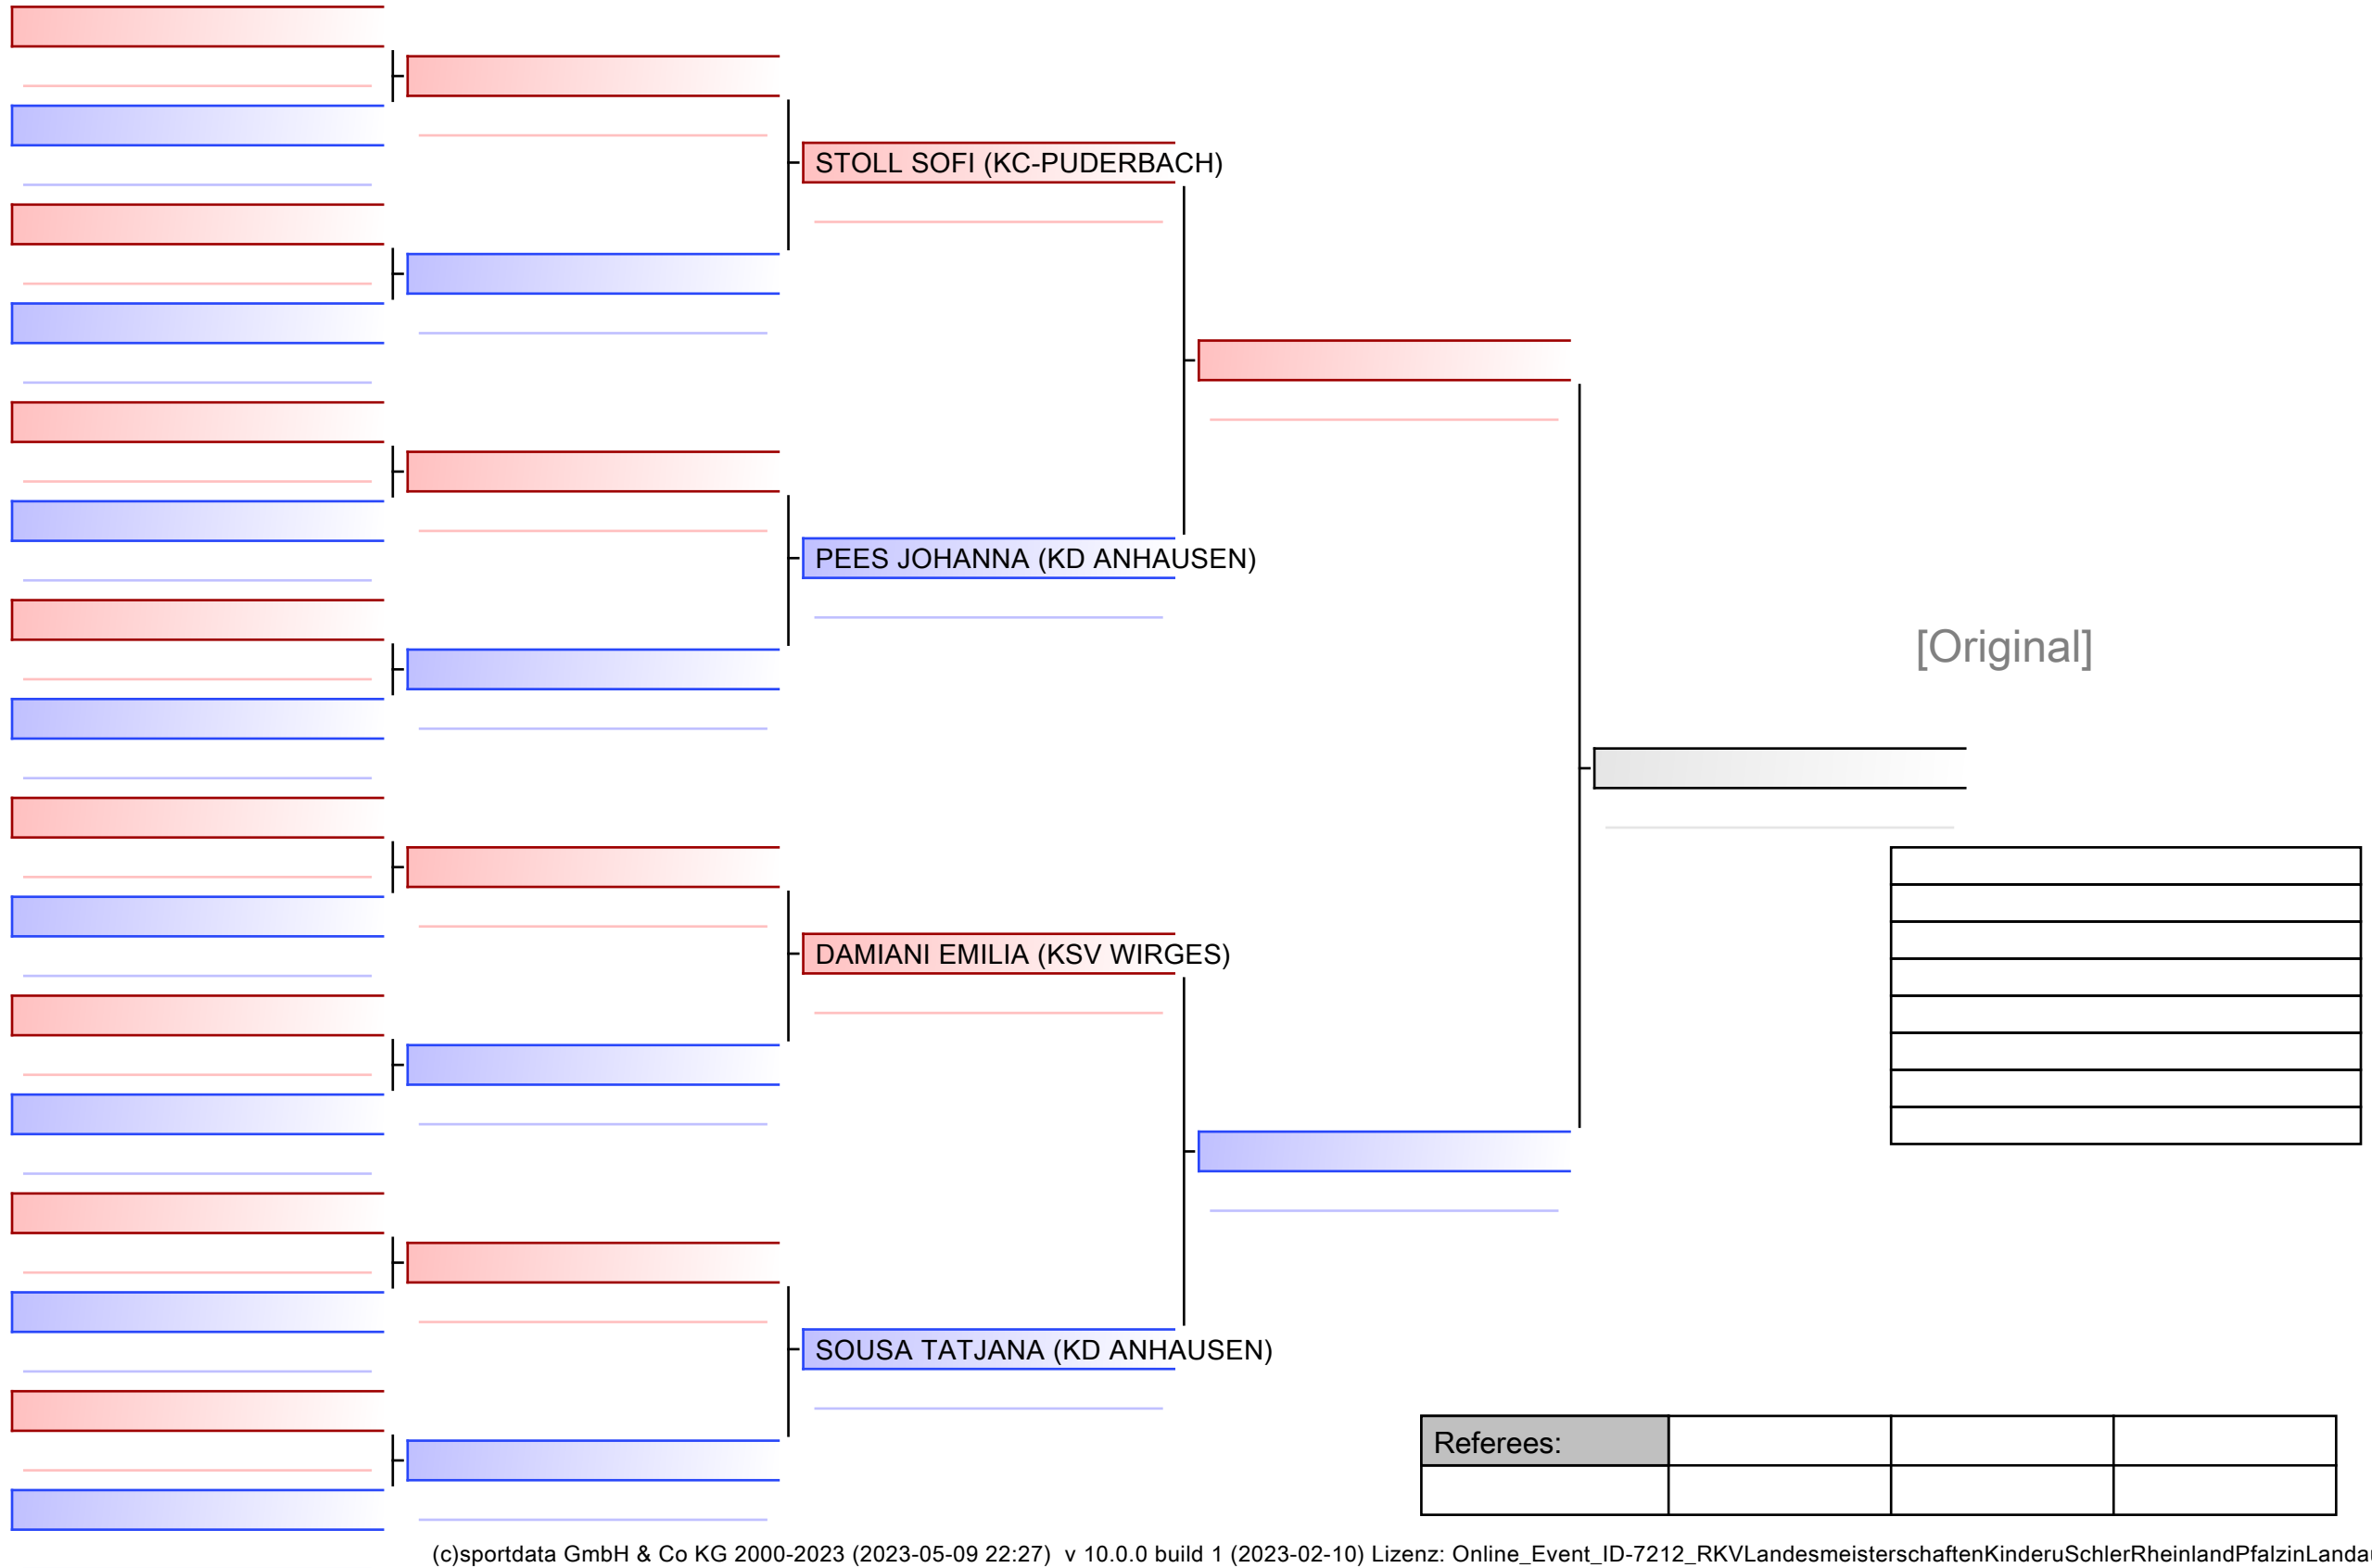 STOLL SOFI (KC-PUDERBACH)
PEES JOHANNA (KD ANHAUSEN)
[Original]
DAMIANI EMILIA (KSV WIRGES)
SOUSA TATJANA (KD ANHAUSEN)
Referees:
(c)sportdata GmbH & Co KG 2000-2023 (2023-05-09 22:27) v 10.0.0 build 1 (2023-02-10) Lizenz: Online_Event_ID-7212_RKVLandesmeisterschaftenKinderuSchlerRheinlandPfalzinLanda